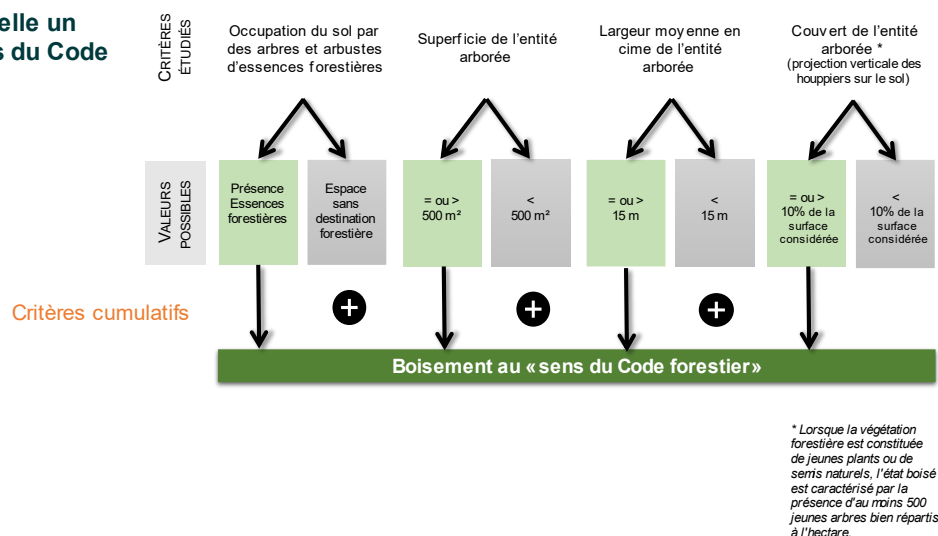 elle un
s du Code
CRITÈRES
ÉTUDIÉS
Occupation du sol par
des arbres et arbustes
d'essences forestières
Superficie de l'entité
arborée
Largeur moyenne en
cime de l'entité
arborée
Couvert de l'entité
arborée *
(projection verticale des
houppiers sur le sol)
VALEURS
POSSIBLES
Présence
Essences
forestières
Espace
sans
destination
forestière
= ou >
500 m²
<
500 m²
= ou >
15 m
<
15 m
= ou >
10% de la
surface
considérée
<
10% de la
surface
considérée
Critères cumulatifs
+
+
+
Boisement au « sens du Code forestier»
* Lorsque la végétation
forestière est constituée
de jeunes plants ou de
semis naturels, l'état boisé
est caractérisé par la
présence d'au moins 500
jeunes arbres bien répartis
à l'hectare.